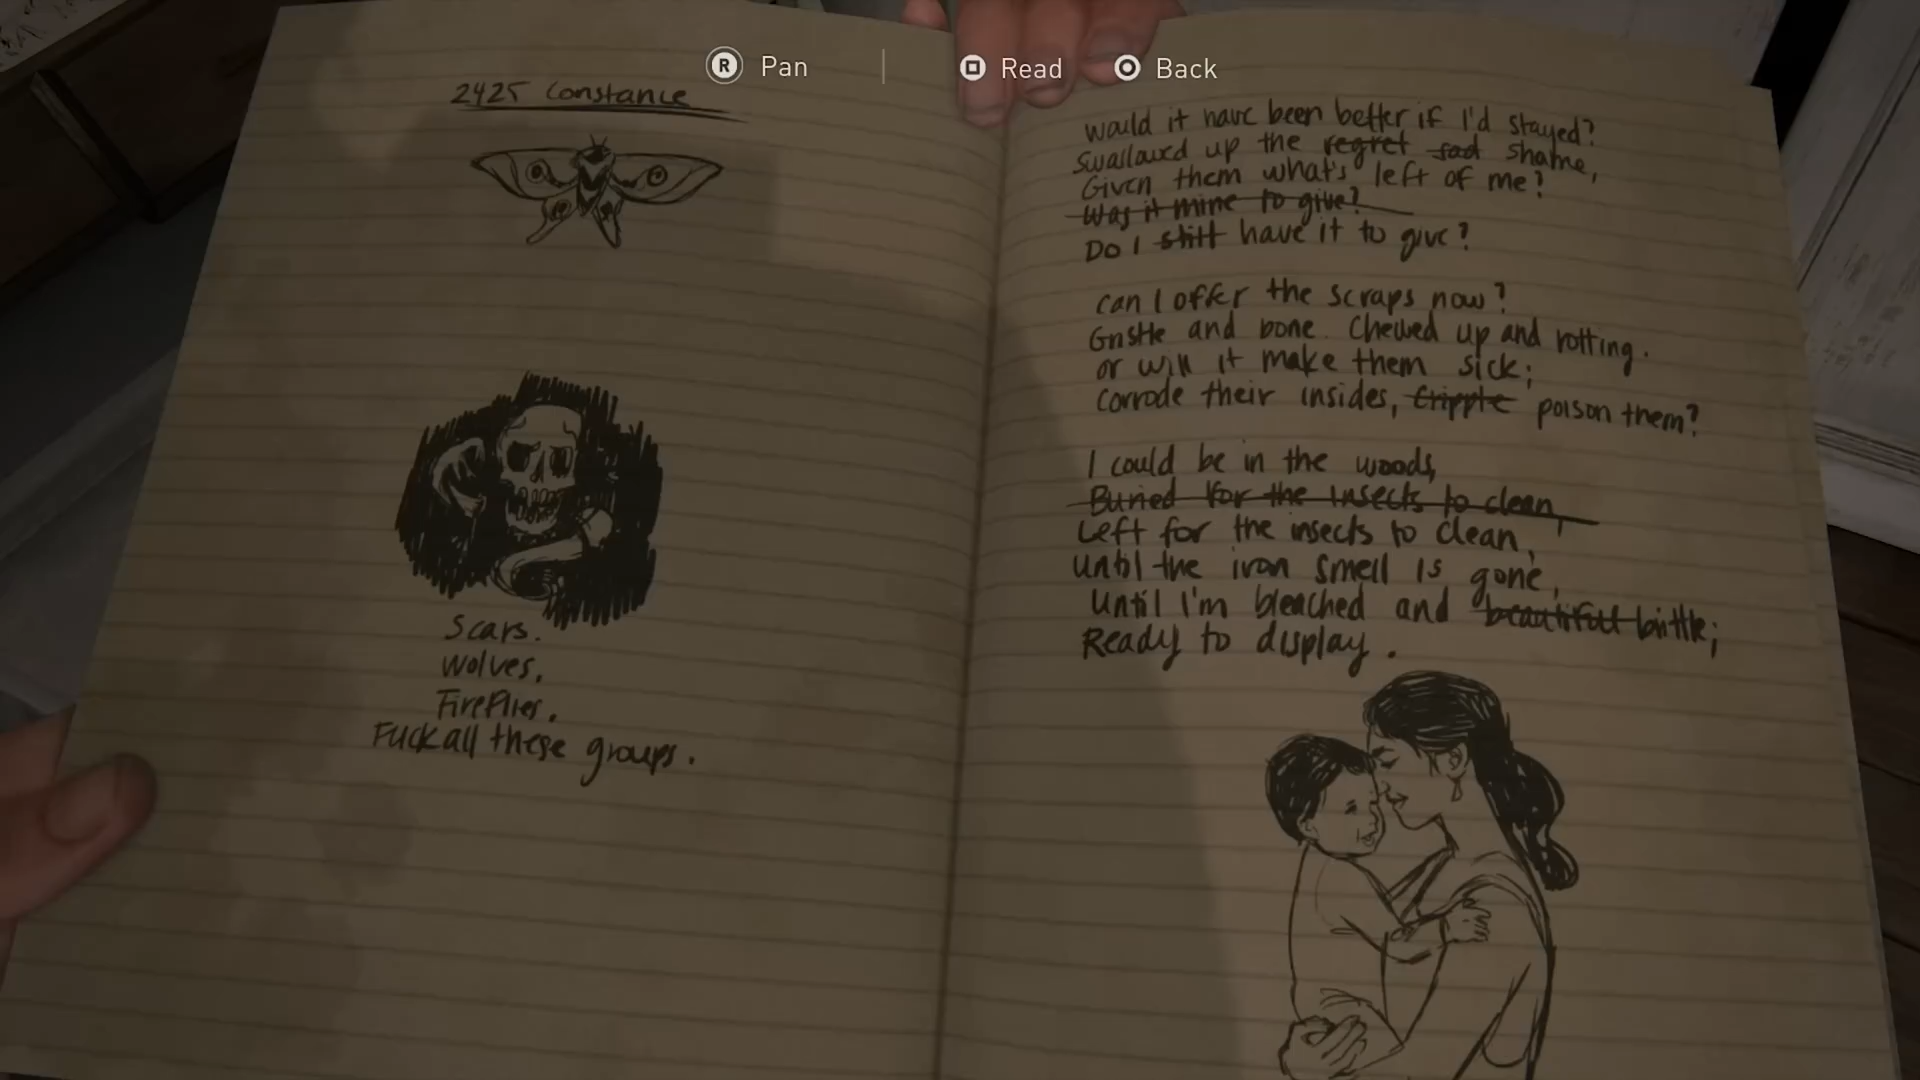 R Pan Read Back
2425 Constance
Scars.
Wolves.
Fireflies.
Fuck all these groups.
would it have been better if I'd stayed?
Swallowed up the regret sad shame,
Given them what's left of me?
Was it mine to give?
Do I still have it to give?
can I offer the scraps now?
Gristle and bone. Chewed up and rotting.
or will it make them sick;
Corrode their insides, cripple poison them?
I could be in the woods,
Buried for the insects to clean,
Left for the insects to clean,
Until the iron smell is gone,
Until I'm bleached and beautiful brittle;
Ready to display.